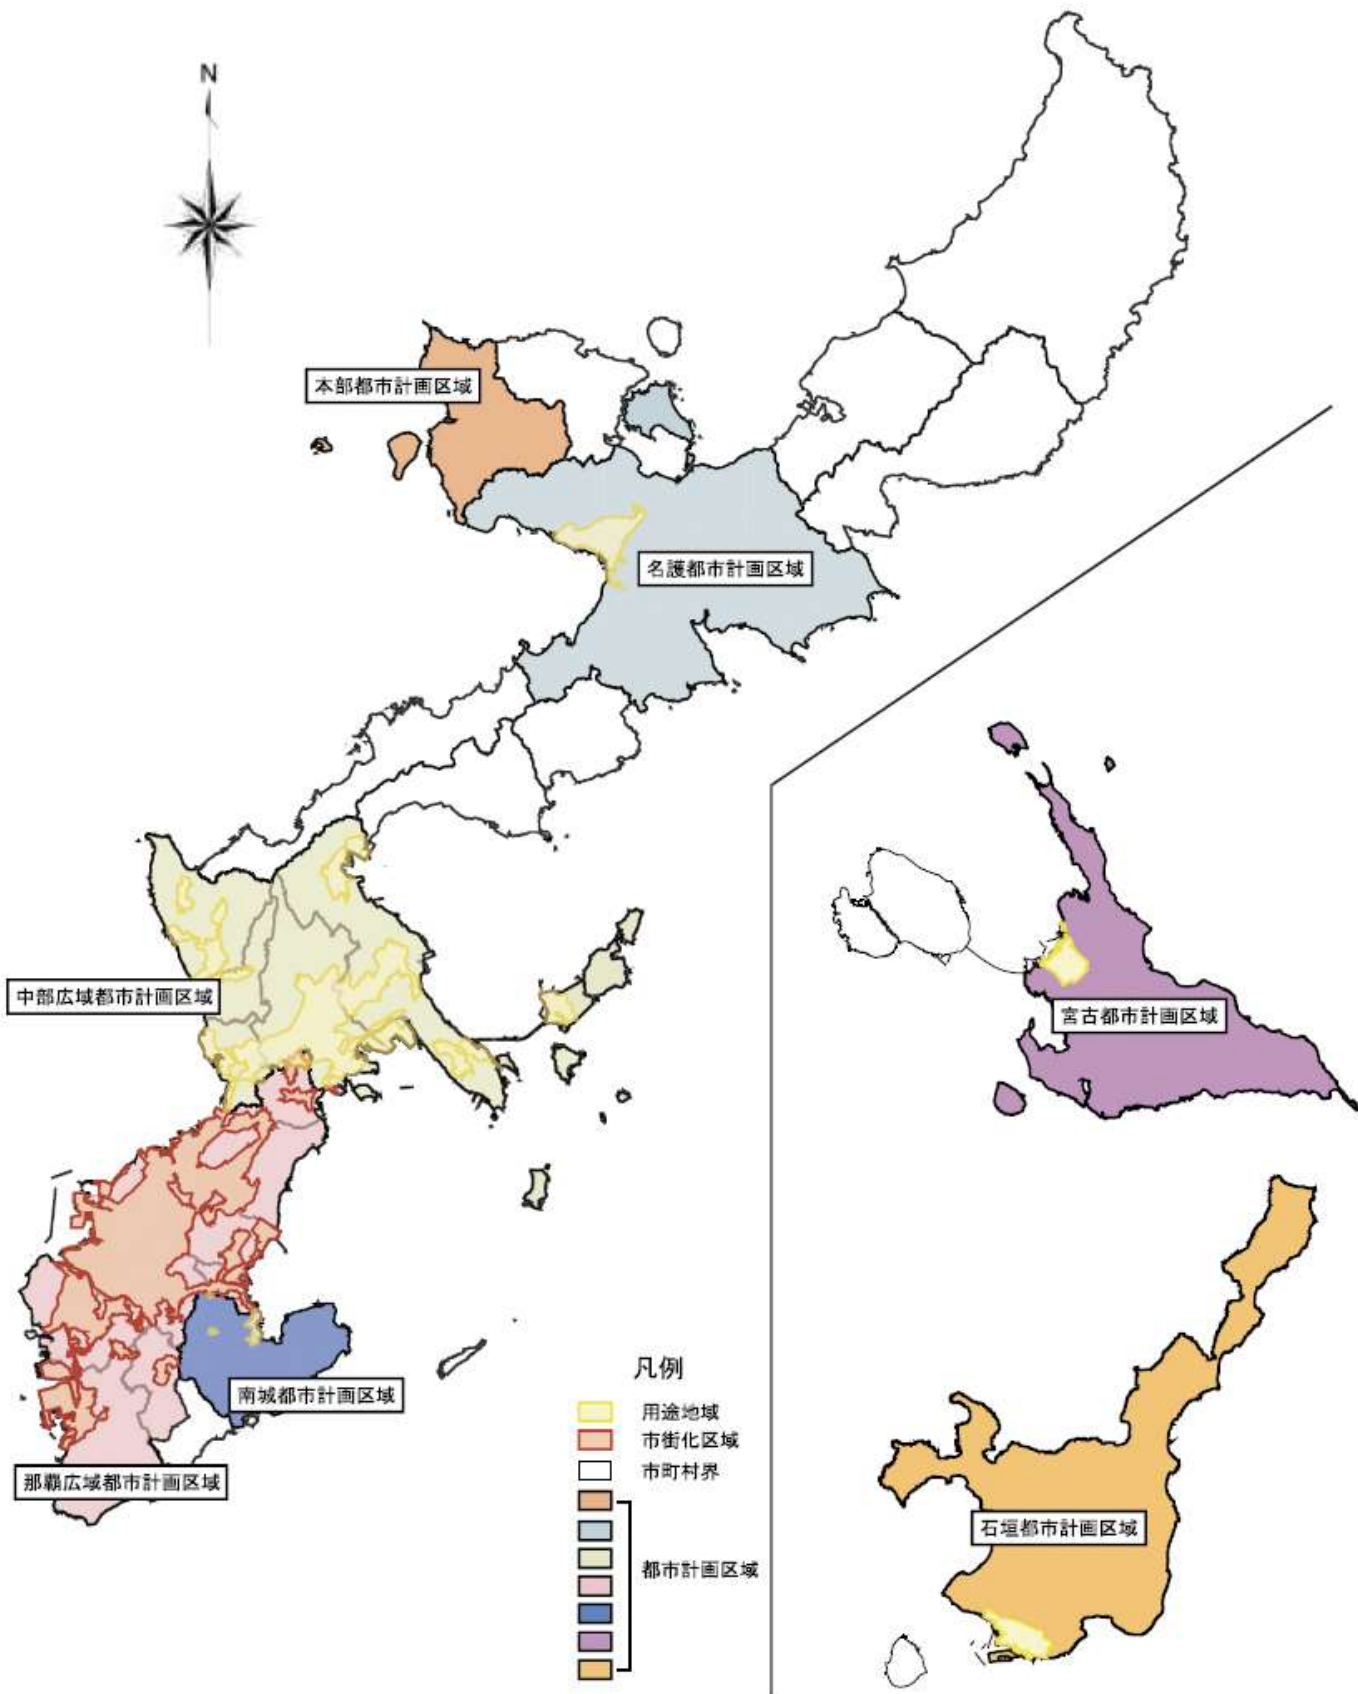 N
本部都市計画区域
名護都市計画区域
中部広域都市計画区域
宮古都市計画区域
南城都市計画区域
那覇広域都市計画区域
石垣都市計画区域
凡例
用途地域
市街化区域
市町村界
都市計画区域